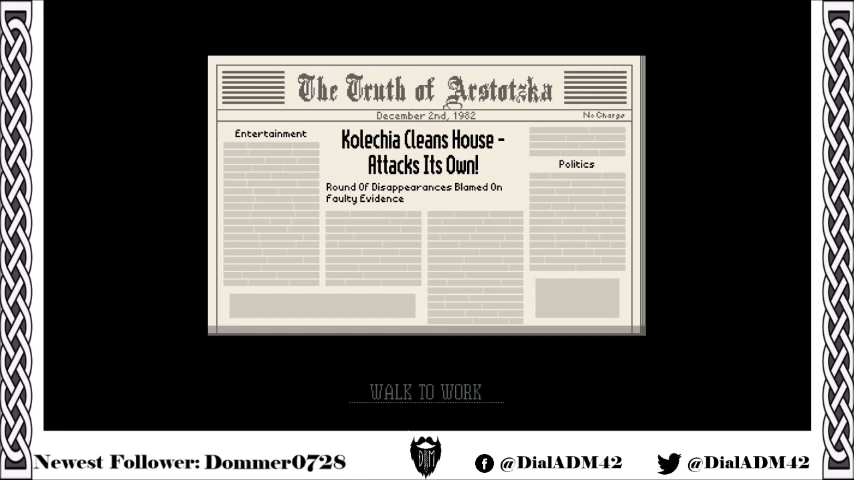 The Truth of Arstotzka
December 2nd, 1982
No Charge
Entertainment
Kolechia Cleans House -
Attacks Its Own!
Round Of Disappearances Blamed On
Faulty Evidence
Politics
WALK TO WORK
Newest Follower: Dommer0728
@DialADM42
@DialADM42